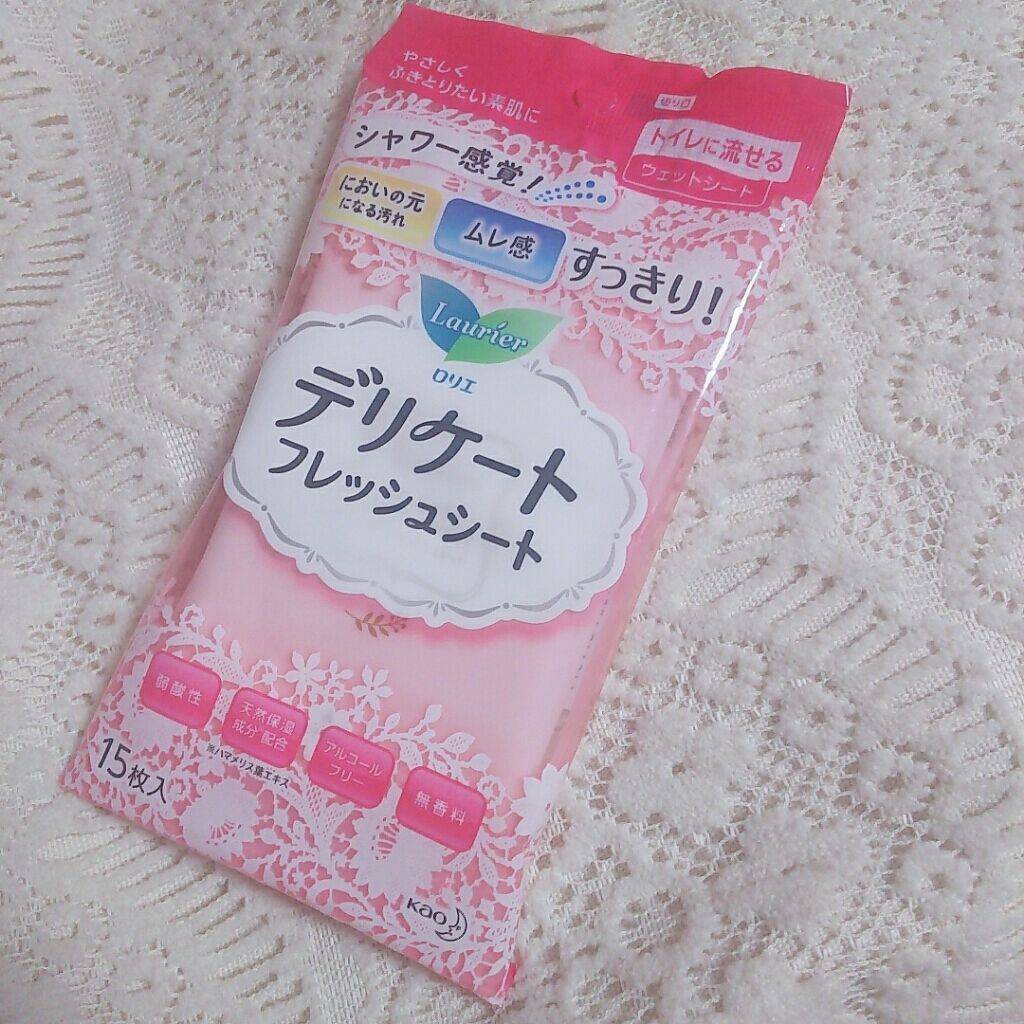 やさしく
ふきとりたい素肌に
切り口
トイレに流せる
ウェットシート
シャワー感覚!
においの元
になる汚れ
ムレ感
すっきり!
Laurier
ロリエ
デリケート
フレッシュシート
弱酸性
天然保湿
成分※配合
アルコール
フリー
無香料
※ハマメリス葉エキス
15枚入
Kao